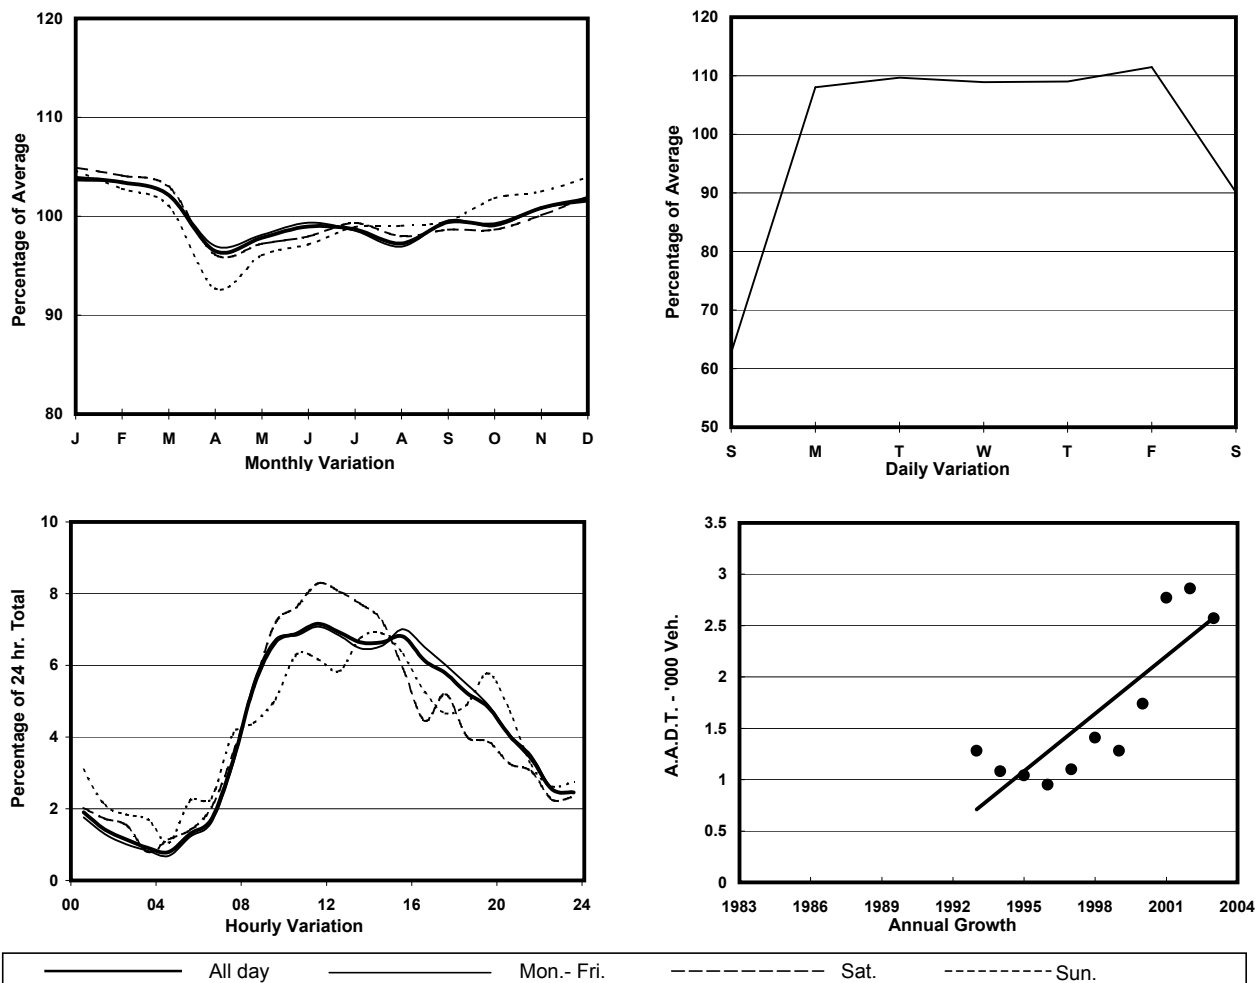 120
110
100
90
80
Percentage of Average
J F M A M J J A S O N D
Monthly Variation
120
110
100
90
80
70
60
50
Percentage of Average
S M T W T F S
Daily Variation
10
8
6
4
2
0
Percentage of 24 hr. Total
00 04 08 12 16 20 24
Hourly Variation
3.5
3
2.5
2
1.5
1
0.5
0
A.A.D.T. - '000 Veh.
1983 1986 1989 1992 1995 1998 2001 2004
Annual Growth
All day Mon.- Fri. Sat. Sun.